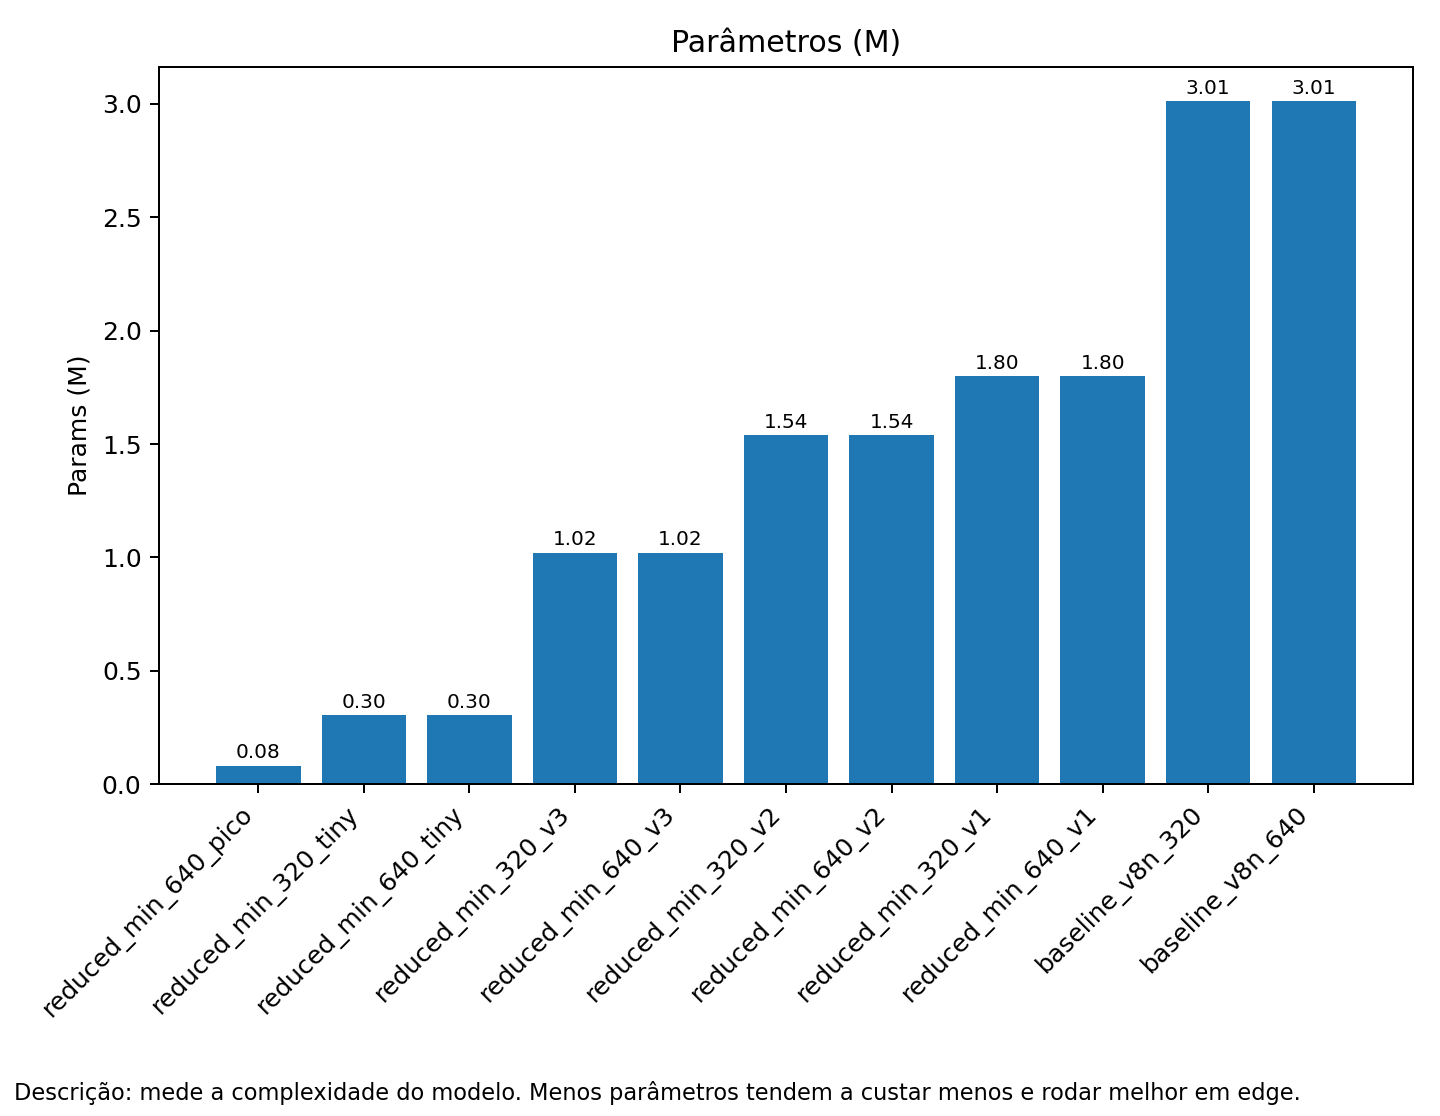 Parâmetros (M)
Params (M)
3.0
2.5
2.0
1.5
1.0
0.5
0.0
0.08
0.30
0.30
1.02
1.02
1.54
1.54
1.80
1.80
3.01
3.01
reduced_min_640_pico
reduced_min_320_tiny
reduced_min_640_tiny
reduced_min_320_v3
reduced_min_640_v3
reduced_min_320_v2
reduced_min_640_v2
reduced_min_320_v1
reduced_min_640_v1
baseline_v8n_320
baseline_v8n_640
Descrição: mede a complexidade do modelo. Menos parâmetros tendem a custar menos e rodar melhor em edge.